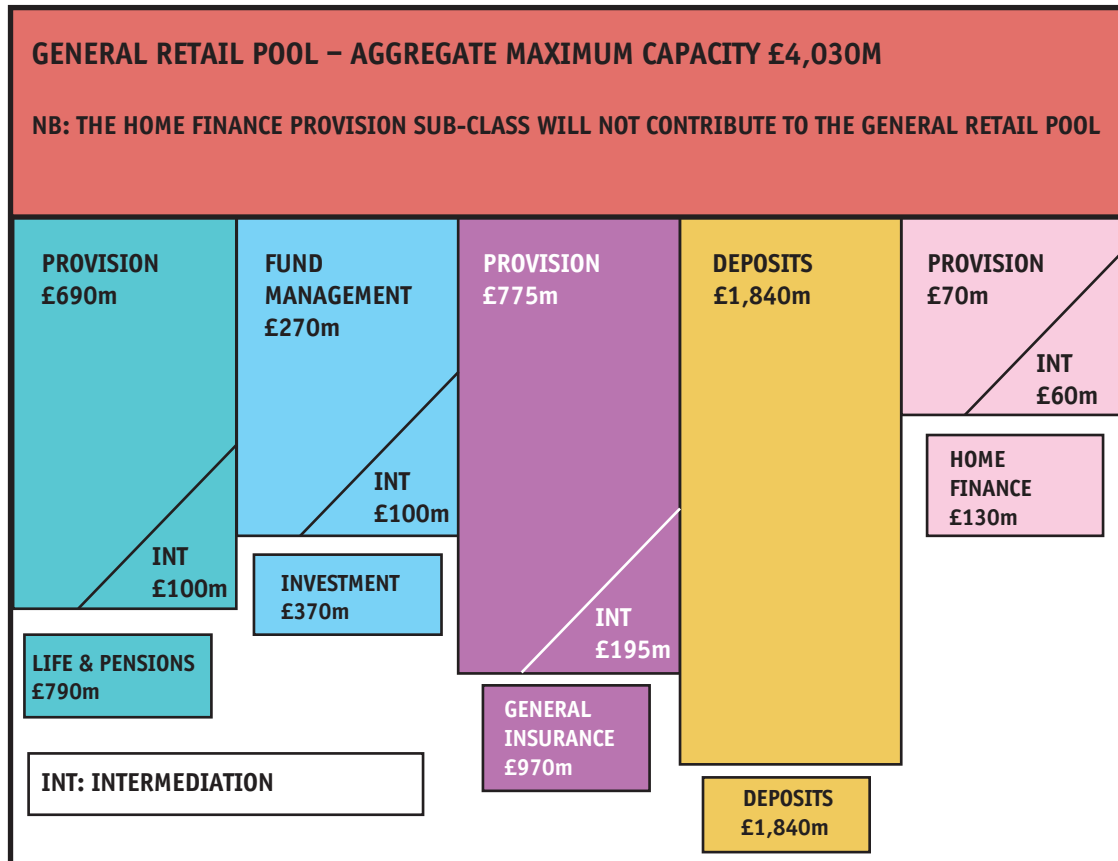 GENERAL RETAIL POOL – AGGREGATE MAXIMUM CAPACITY £4,030M
NB: THE HOME FINANCE PROVISION SUB-CLASS WILL NOT CONTRIBUTE TO THE GENERAL RETAIL POOL
PROVISION
£690m
INT
£100m
LIFE & PENSIONS
£790m
FUND
MANAGEMENT
£270m
INT
£100m
INVESTMENT
£370m
PROVISION
£775m
INT
£195m
GENERAL
INSURANCE
£970m
DEPOSITS
£1,840m
DEPOSITS
£1,840m
PROVISION
£70m
INT
£60m
HOME
FINANCE
£130m
INT: INTERMEDIATION